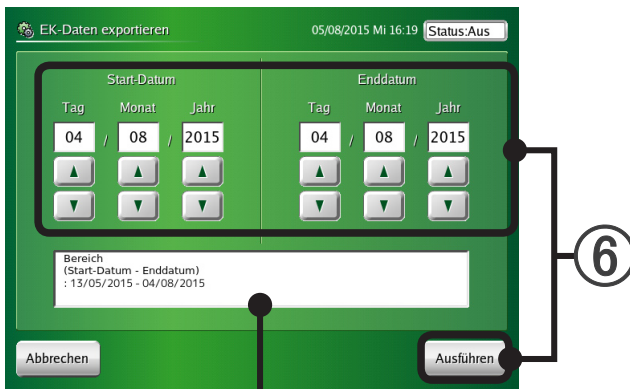 EK-Daten exportieren 05/08/2015 Mi 16:19 Status:Aus
Start-Datum Enddatum
Tag Monat Jahr Tag Monat Jahr
04 / 08 / 2015 04 / 08 / 2015
Bereich
(Start-Datum - Enddatum)
: 13/05/2015 - 04/08/2015
6
Abbrechen Ausführen